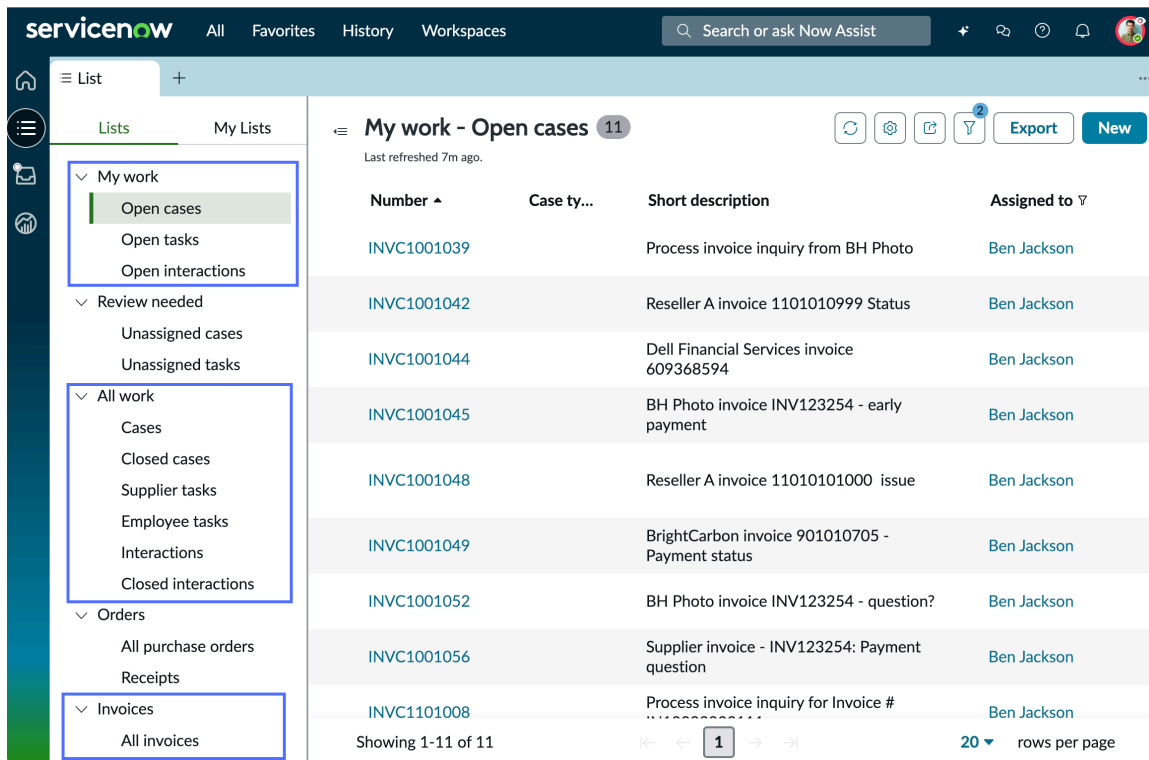 servicenow All Favorites History Workspaces Search or ask Now Assist
List
Lists My Lists
My work
Open cases
Open tasks
Open interactions
Review needed
Unassigned cases
Unassigned tasks
All work
Cases
Closed cases
Supplier tasks
Employee tasks
Interactions
Closed interactions
Orders
All purchase orders
Receipts
Invoices
All invoices
My work - Open cases 11
Last refreshed 7m ago.
2
Export New
Number Case ty... Short description Assigned to
INVC1001039 Process invoice inquiry from BH Photo Ben Jackson
INVC1001042 Reseller A invoice 1101010999 Status Ben Jackson
INVC1001044 Dell Financial Services invoice
609368594 Ben Jackson
INVC1001045 BH Photo invoice INV123254 - early
payment Ben Jackson
INVC1001048 Reseller A invoice 11010101000 issue Ben Jackson
INVC1001049 BrightCarbon invoice 901010705 -
Payment status Ben Jackson
INVC1001052 BH Photo invoice INV123254 - question? Ben Jackson
INVC1001056 Supplier invoice - INV123254: Payment
question Ben Jackson
INVC1101008 Process invoice inquiry for Invoice #
Ben Jackson
Showing 1-11 of 11 1 20 rows per page